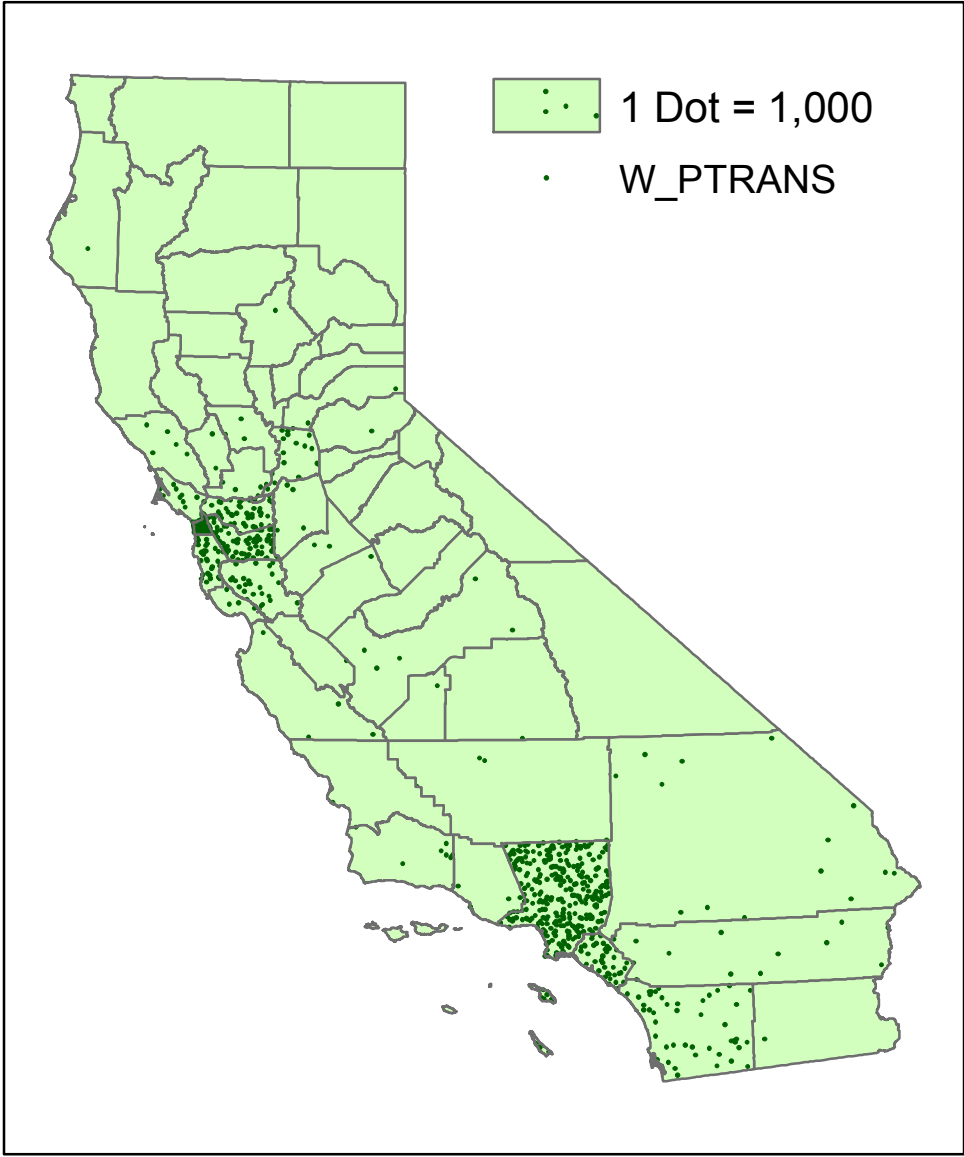 1 Dot = 1,000
W_PTRANS